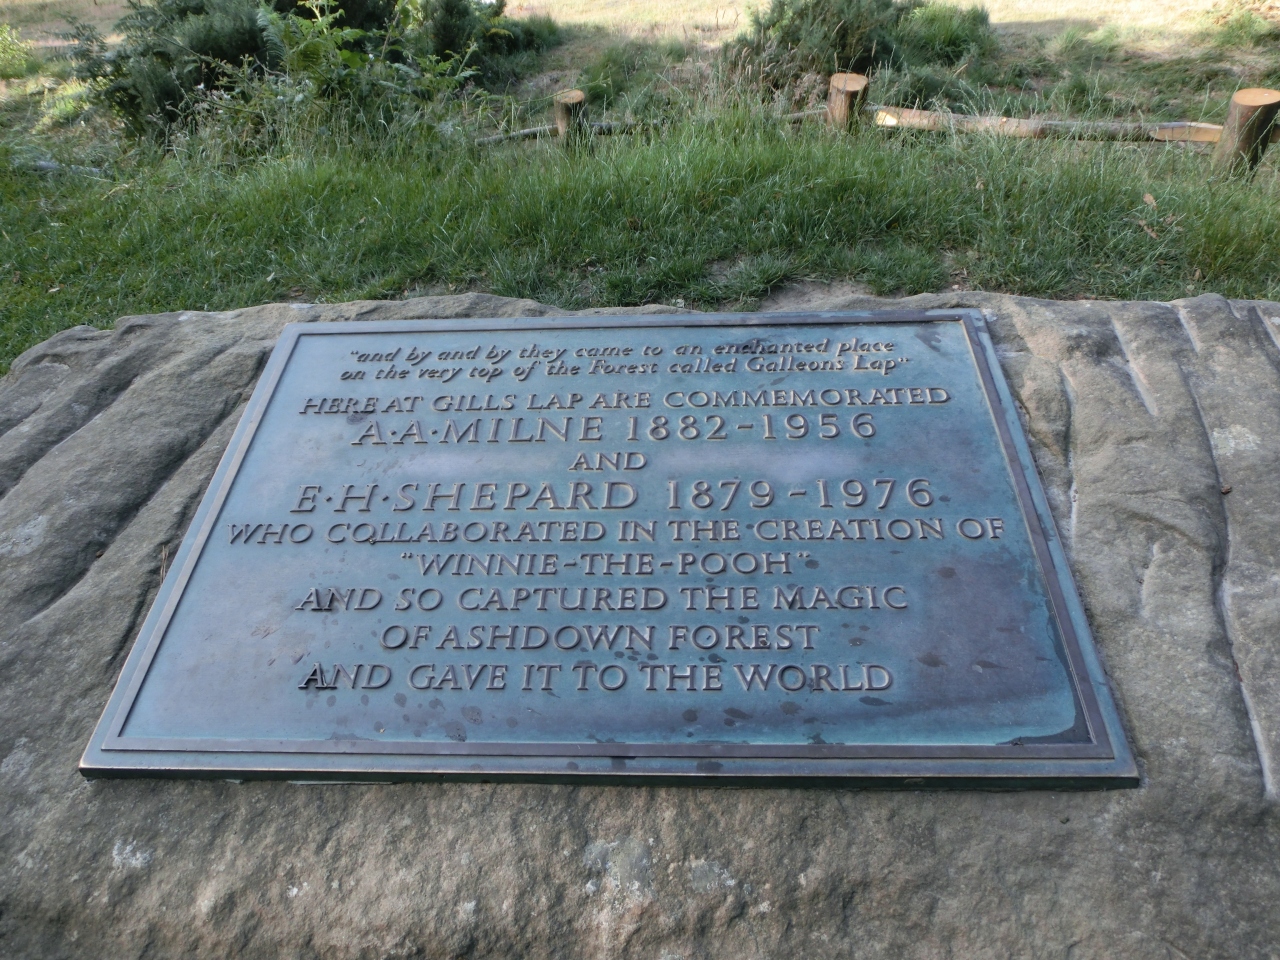 "and by and by they came to an enchanted place
on the very top of the Forest called Galleons Lap"
HERE AT GILLS LAP ARE COMMEMORATED
A·A·MILNE 1882-1956
AND
E·H·SHEPARD 1879-1976
WHO COLLABORATED IN THE CREATION OF
"WINNIE-THE-POOH"
AND SO CAPTURED THE MAGIC
OF ASHDOWN FOREST
AND GAVE IT TO THE WORLD